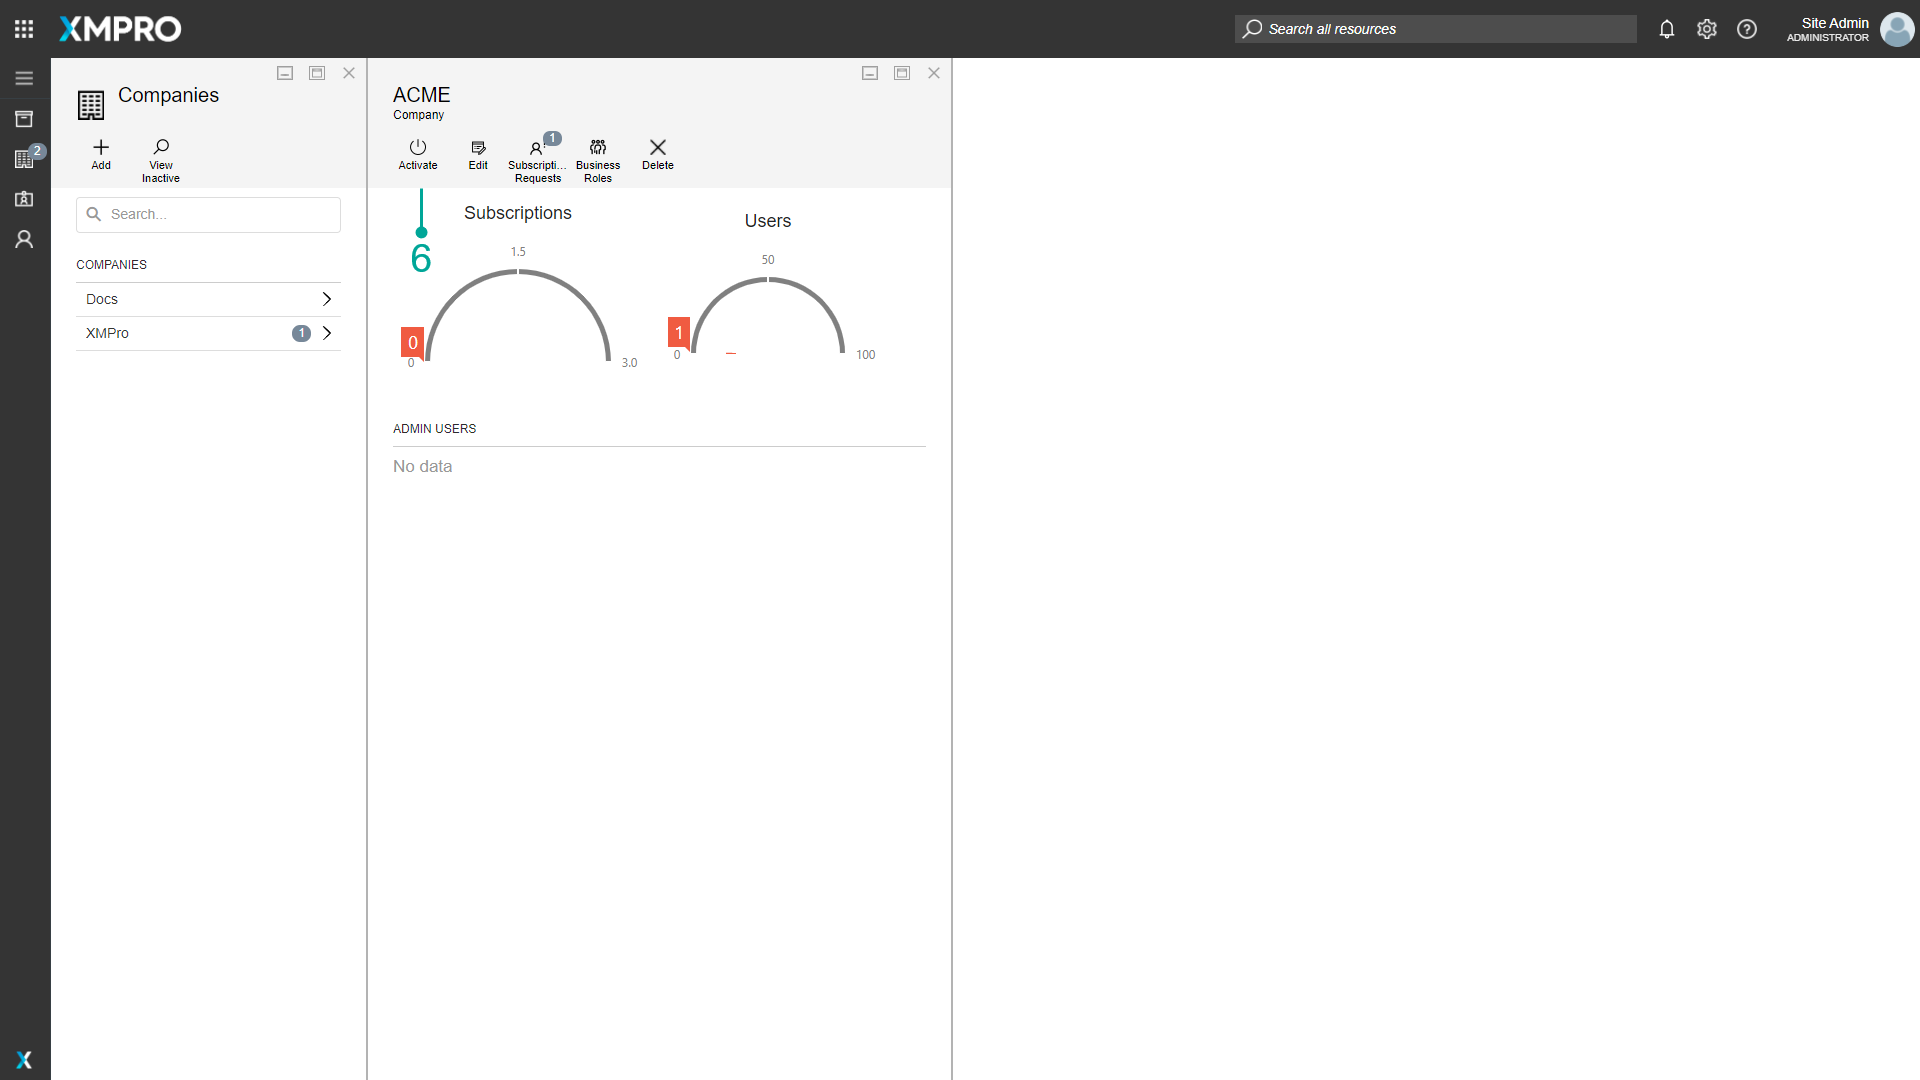 XMPRO
Search all resources
Site Admin
ADMINISTRATOR
2
Companies
Add
View
Inactive
Search...
COMPANIES
Docs
XMPro
1
ACME
Company
Activate
Edit
1
Subscripti...
Requests
Business
Roles
Delete
6
Subscriptions
1.5
0
0
3.0
Users
50
1
0
100
ADMIN USERS
No data
X